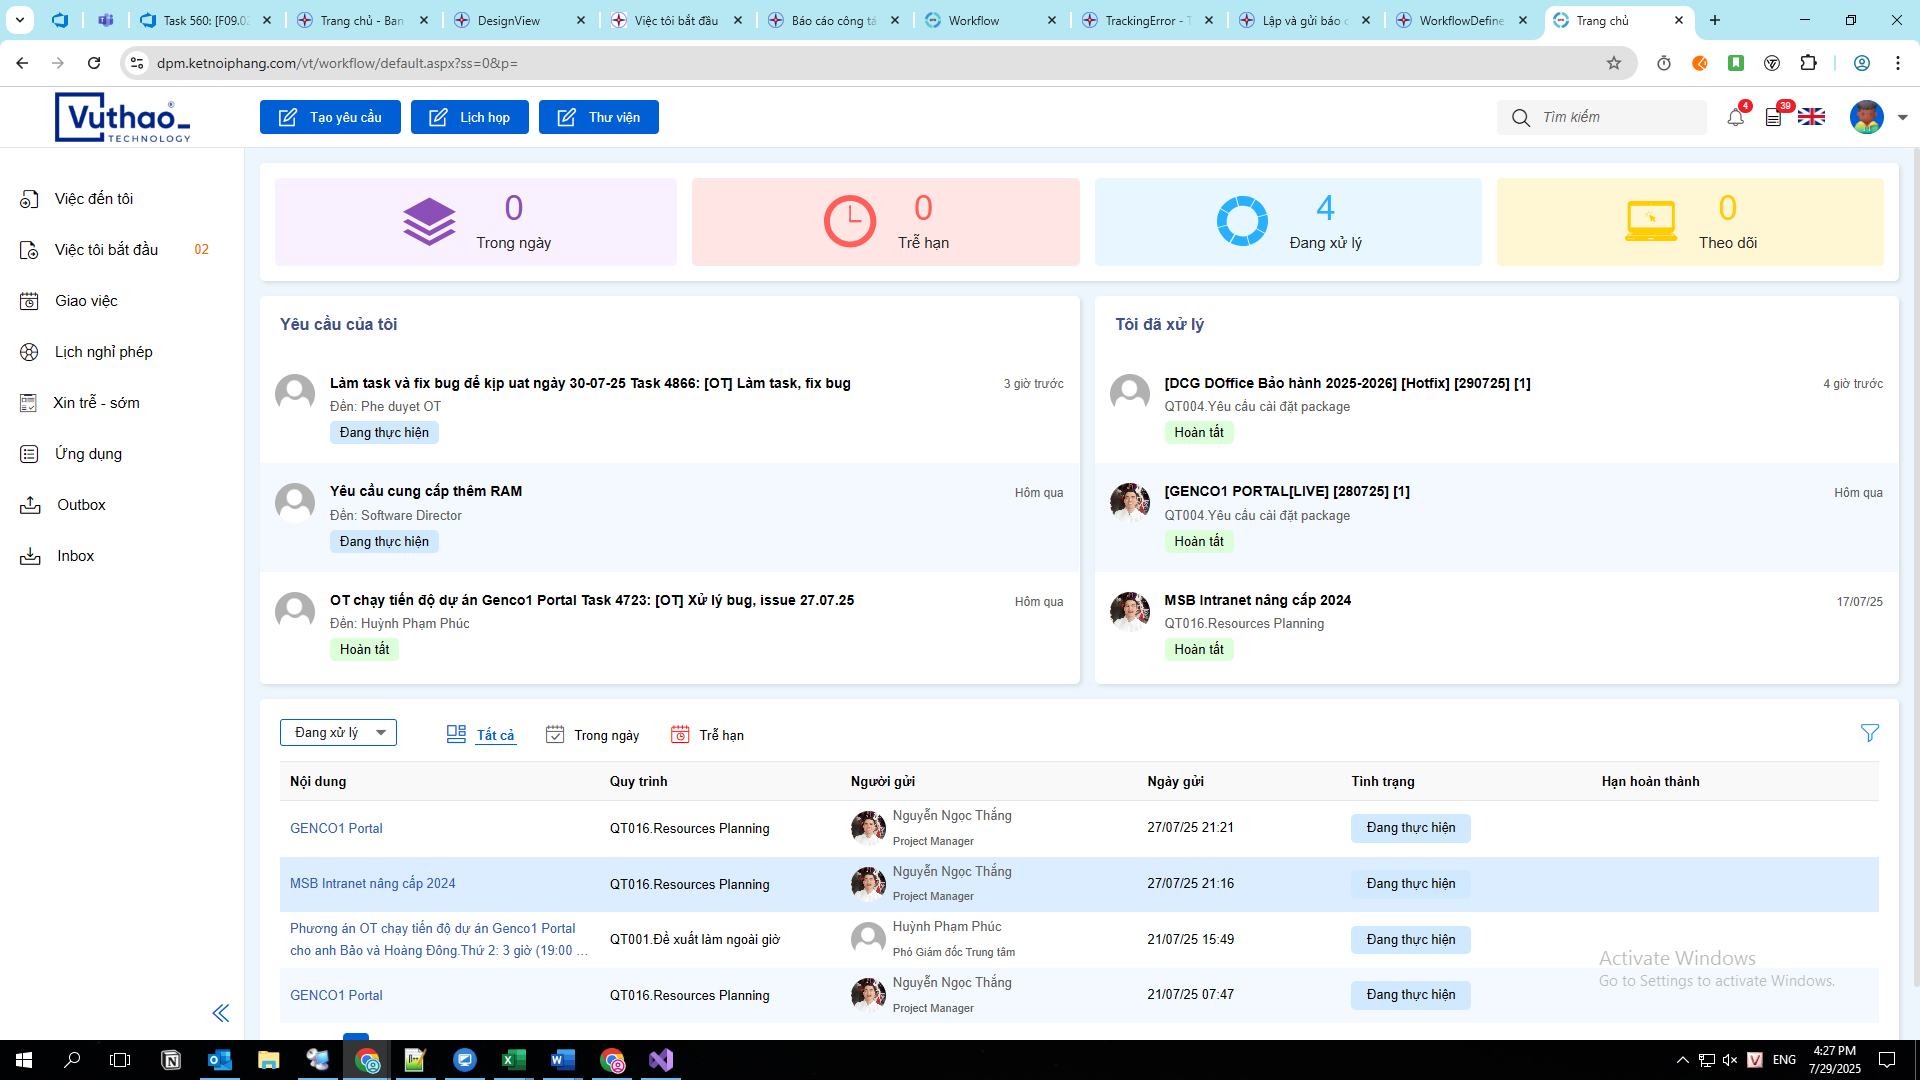 Task 560: [F09.02
Trang chủ - Ban
DesignView
Việc tôi bắt đầu
Báo cáo công tá
Workflow
TrackingError - T
Lập và gửi báo c
WorkflowDefine
Trang chủ
dpm.ketnoiphang.com/vt/workflow/default.aspx?ss=0&p=
Vuthao®
TECHNOLOGY
Tạo yêu cầu
Lịch họp
Thư viện
Tìm kiếm
4
39
Việc đến tôi
Việc tôi bắt đầu 02
Giao việc
Lịch nghỉ phép
Xin trễ - sớm
Ứng dụng
Outbox
Inbox
0
Trong ngày
0
Trễ hạn
4
Đang xử lý
0
Theo dõi
Yêu cầu của tôi
Làm task và fix bug để kịp uat ngày 30-07-25 Task 4866: [OT] Làm task, fix bug 3 giờ trước
Đến: Phe duyet OT
Đang thực hiện
Yêu cầu cung cấp thêm RAM Hôm qua
Đến: Software Director
Đang thực hiện
OT chạy tiến độ dự án Genco1 Portal Task 4723: [OT] Xử lý bug, issue 27.07.25 Hôm qua
Đến: Huỳnh Phạm Phúc
Hoàn tất
Tôi đã xử lý
[DCG DOffice Bảo hành 2025-2026] [Hotfix] [290725] [1] 4 giờ trước
QT004.Yêu cầu cài đặt package
Hoàn tất
[GENCO1 PORTAL[LIVE] [280725] [1] Hôm qua
QT004.Yêu cầu cài đặt package
Hoàn tất
MSB Intranet nâng cấp 2024 17/07/25
QT016.Resources Planning
Hoàn tất
Đang xử lý
Tất cả
Trong ngày
Trễ hạn
Nội dung Quy trình Người gửi Ngày gửi Tình trạng Hạn hoàn thành
GENCO1 Portal QT016.Resources Planning Nguyễn Ngọc Thắng 27/07/25 21:21 Đang thực hiện
Project Manager
MSB Intranet nâng cấp 2024 QT016.Resources Planning Nguyễn Ngọc Thắng 27/07/25 21:16 Đang thực hiện
Project Manager
Phương án OT chạy tiến độ dự án Genco1 Portal QT001.Đề xuất làm ngoài giờ Huỳnh Phạm Phúc 21/07/25 15:49 Đang thực hiện
cho anh Bảo và Hoàng Đông.Thứ 2: 3 giờ (19:00 ... Phó Giám đốc Trung tâm
GENCO1 Portal QT016.Resources Planning Nguyễn Ngọc Thắng 21/07/25 07:47 Đang thực hiện
Project Manager
Activate Windows
Go to Settings to activate Windows.
ENG
4:27 PM
7/29/2025